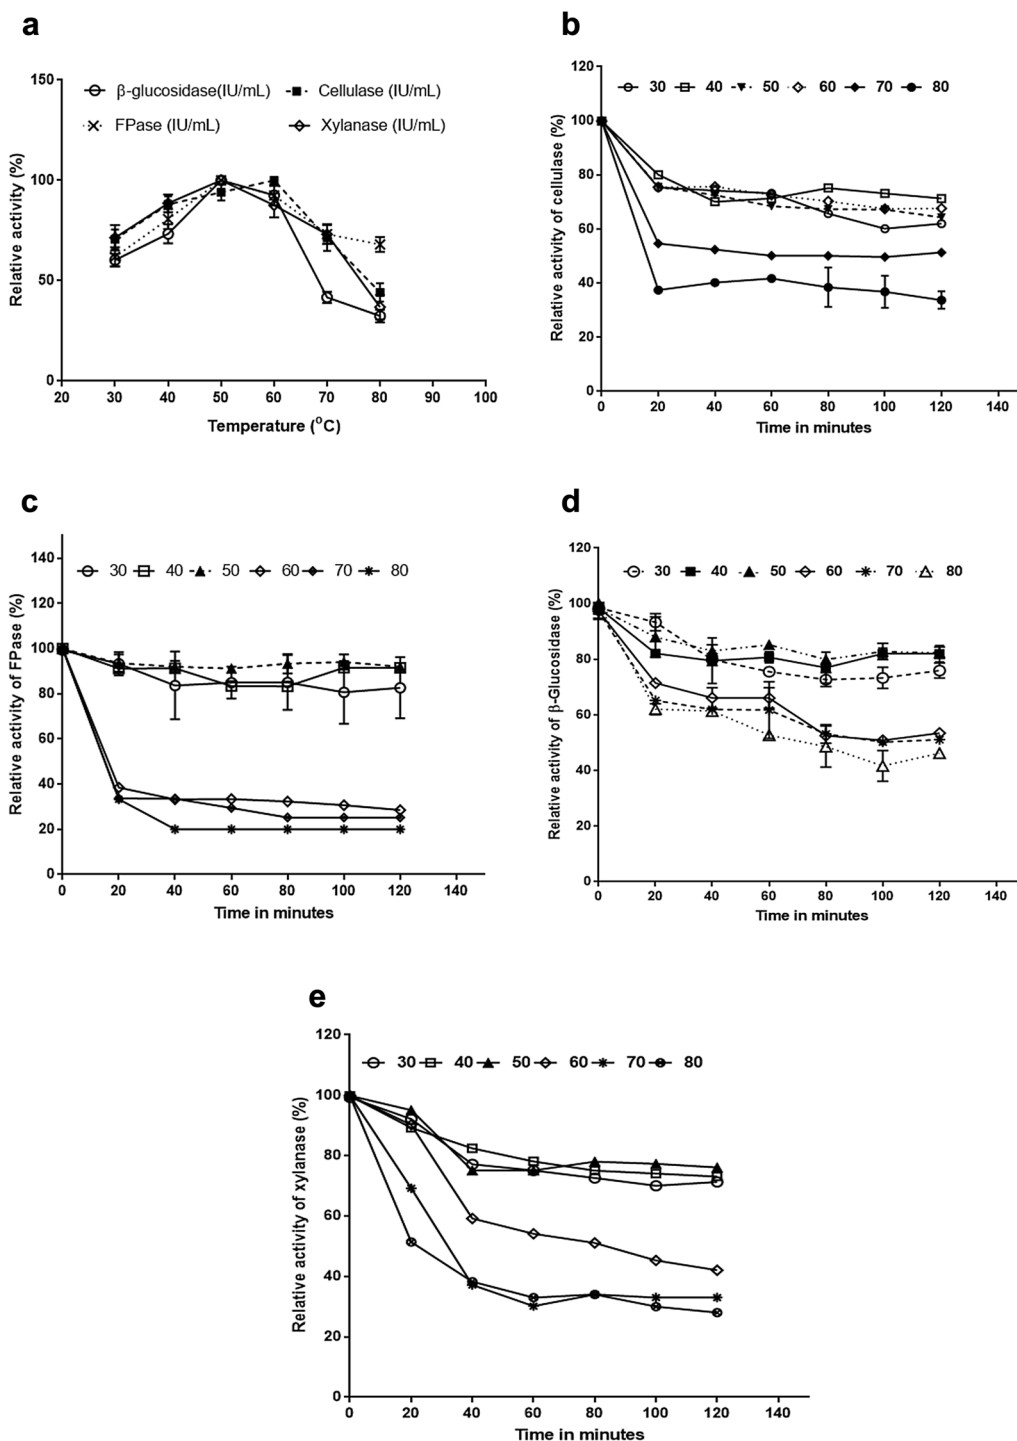 a
150
100
50
0
Relative activity (%)
β-glucosidase(IU/mL) Cellulase (IU/mL)
FPase (IU/mL) Xylanase (IU/mL)
20 30 40 50 60 70 80 90 100
Temperature (°C)
b
120
100
80
60
40
20
0
Relative activity of cellulase (%)
30 40 50 60 70 80
0 20 40 60 80 100 120 140
Time in minutes
c
140
120
100
80
60
40
20
0
Relative activity of FPase (%)
30 40 50 60 70 80
0 20 40 60 80 100 120 140
Time in minutes
d
120
100
80
60
40
20
0
Relative activity of β-Glucosidase (%)
30 40 50 60 70 80
0 20 40 60 80 100 120 140
Time in minutes
e
120
100
80
60
40
20
0
Relative activity of xylanase (%)
30 40 50 60 70 80
0 20 40 60 80 100 120 140
Time in minutes